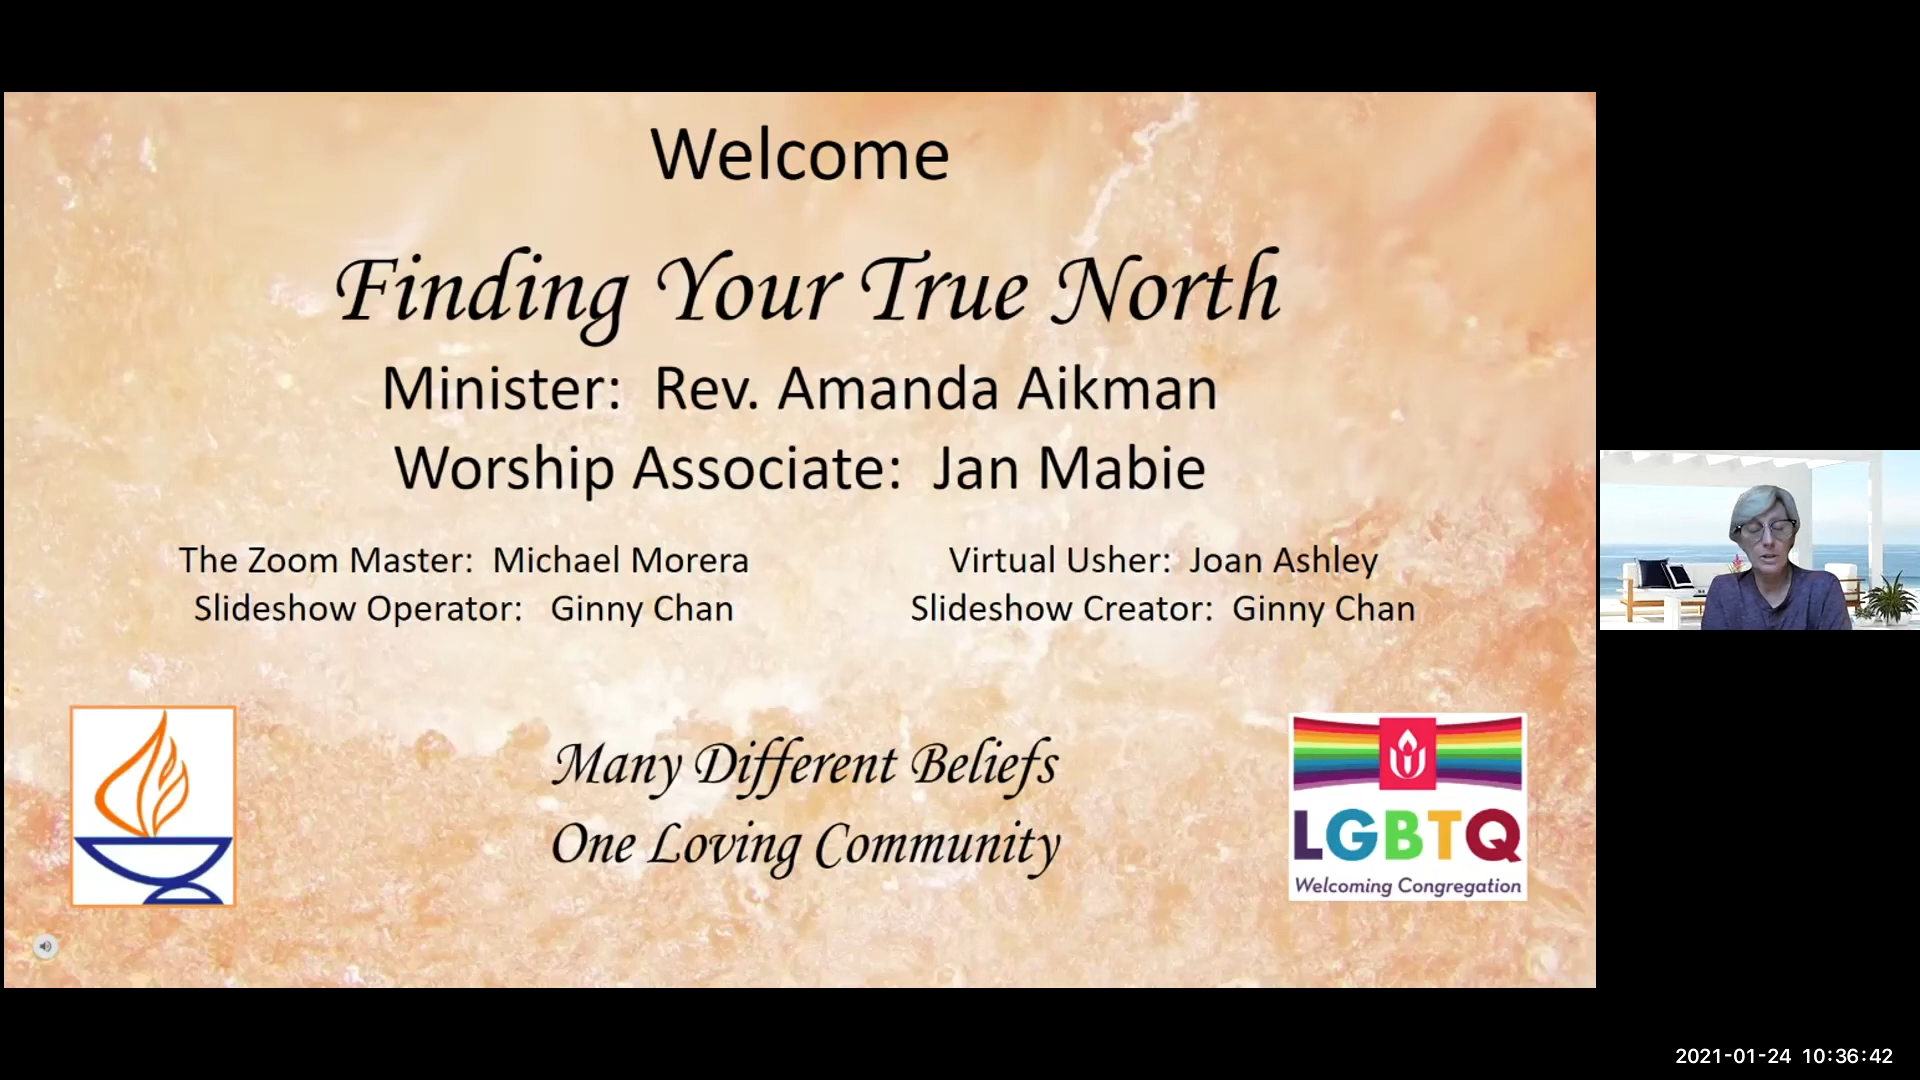 Welcome
Finding Your True North
Minister: Rev. Amanda Aikman
Worship Associate: Jan Mabie
The Zoom Master: Michael Morera
Slideshow Operator: Ginny Chan
Virtual Usher: Joan Ashley
Slideshow Creator: Ginny Chan
Many Different Beliefs
One Loving Community
LGBTQ
Welcoming Congregation
2021-01-24 10:36:42